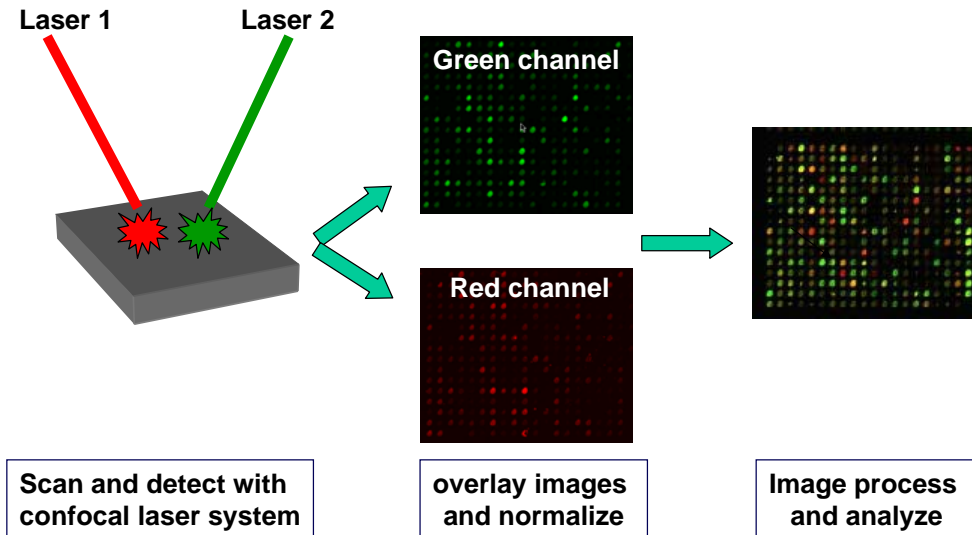 Laser 1
Laser 2
Green channel
Red channel
Scan and detect with
confocal laser system
overlay images
and normalize
Image process
and analyze